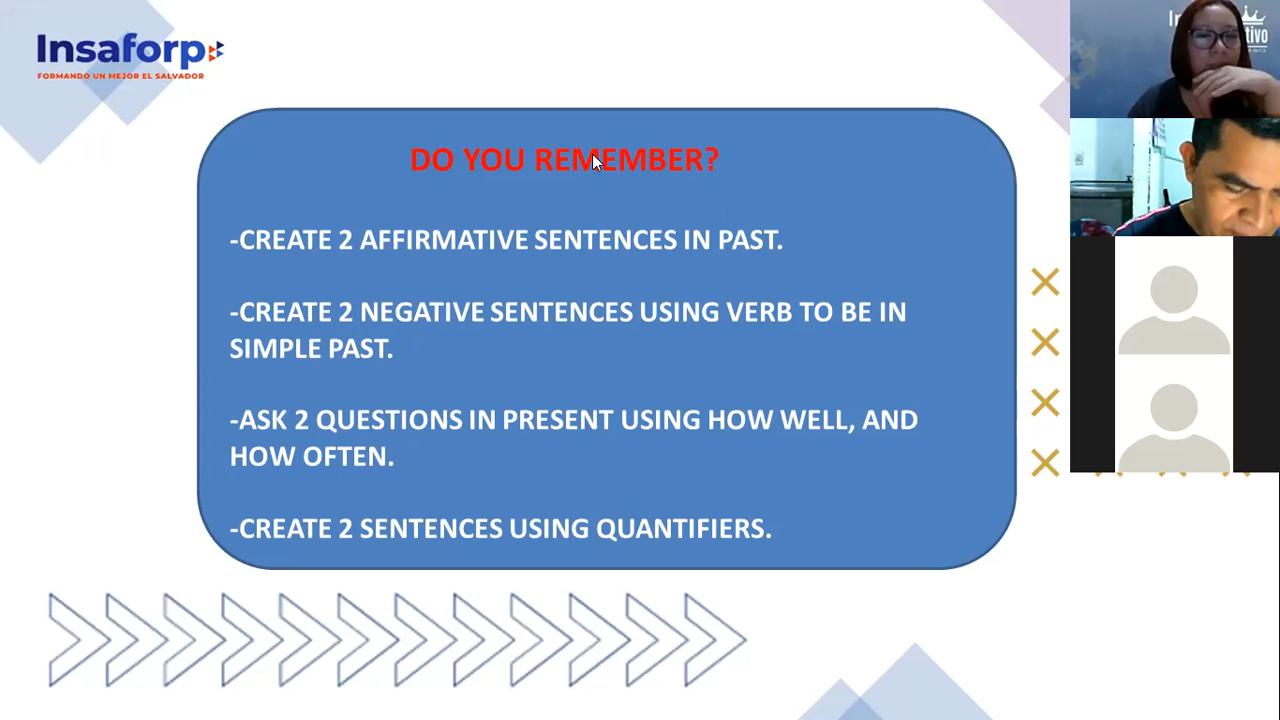 Insaforp
FORMANDO UN MEJOR EL SALVADOR
DO YOU REMEMBER?
-CREATE 2 AFFIRMATIVE SENTENCES IN PAST.
-CREATE 2 NEGATIVE SENTENCES USING VERB TO BE IN
SIMPLE PAST.
-ASK 2 QUESTIONS IN PRESENT USING HOW WELL, AND
HOW OFTEN.
-CREATE 2 SENTENCES USING QUANTIFIERS.